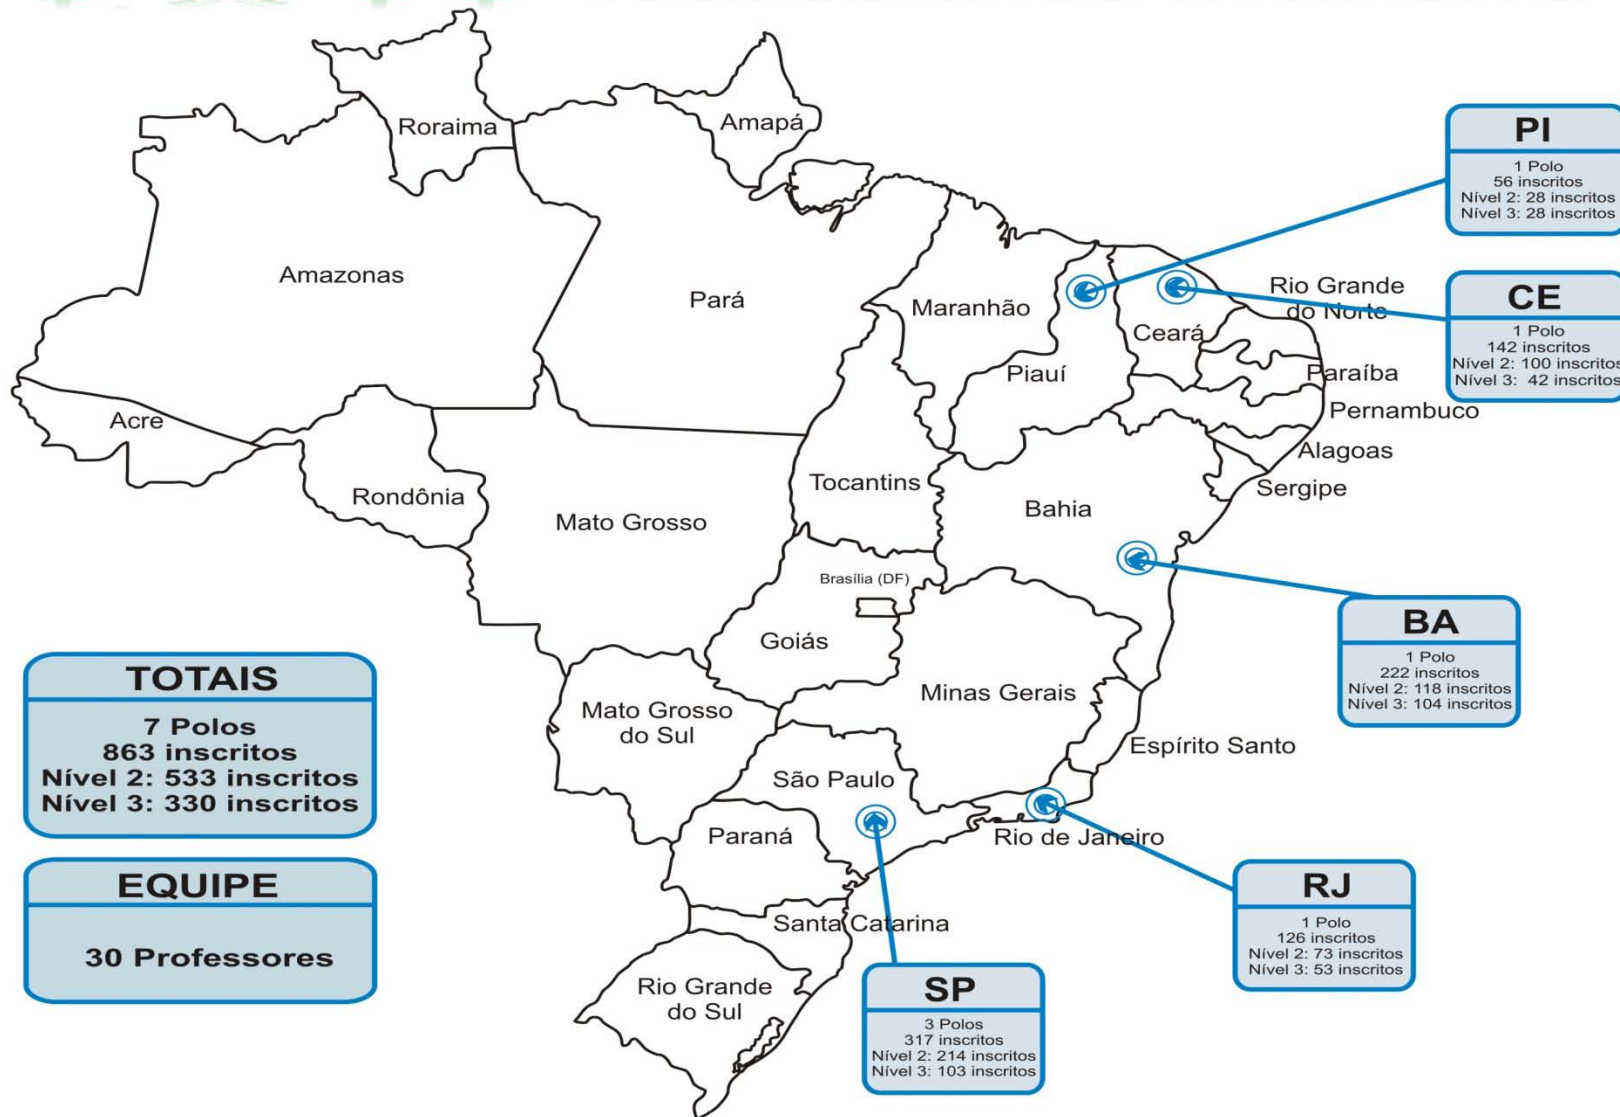 Roraima
Amapá
Amazonas
Pará
Maranhão
Rio Grande
do Norte
Ceará
Piauí
Paraíba
Pernambuco
Acre
Alagoas
Rondônia
Tocantins
Sergipe
Bahia
Mato Grosso
Brasília (DF)
Goiás
Minas Gerais
Mato Grosso
do Sul
Espírito Santo
São Paulo
Paraná
Rio de Janeiro
Santa Catarina
Rio Grande
do Sul
PI
1 Polo
56 inscritos
Nível 2: 28 inscritos
Nível 3: 28 inscritos
CE
1 Polo
142 inscritos
Nível 2: 100 inscritos
Nível 3: 42 inscritos
BA
1 Polo
222 inscritos
Nível 2: 118 inscritos
Nível 3: 104 inscritos
RJ
1 Polo
126 inscritos
Nível 2: 73 inscritos
Nível 3: 53 inscritos
SP
3 Polos
317 inscritos
Nível 2: 214 inscritos
Nível 3: 103 inscritos
TOTAIS
7 Polos
863 inscritos
Nível 2: 533 inscritos
Nível 3: 330 inscritos
EQUIPE
30 Professores